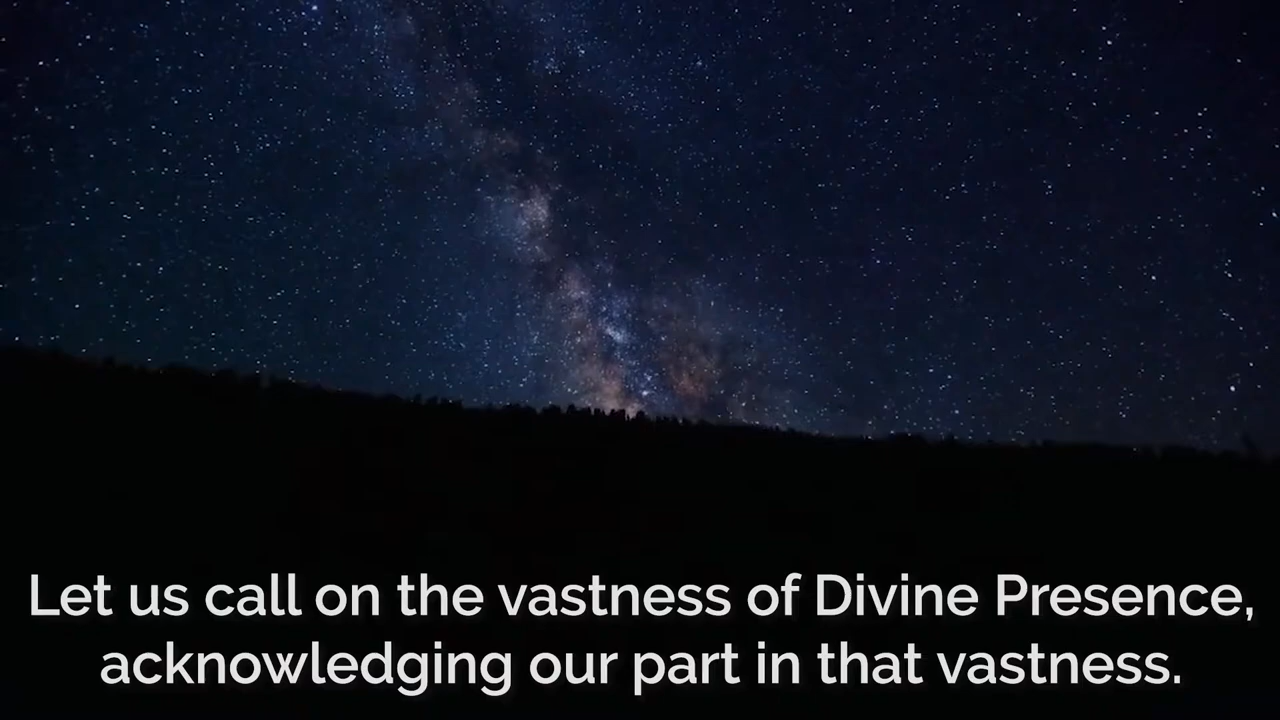 Let us call on the vastness of Divine Presence,
acknowledging our part in that vastness.